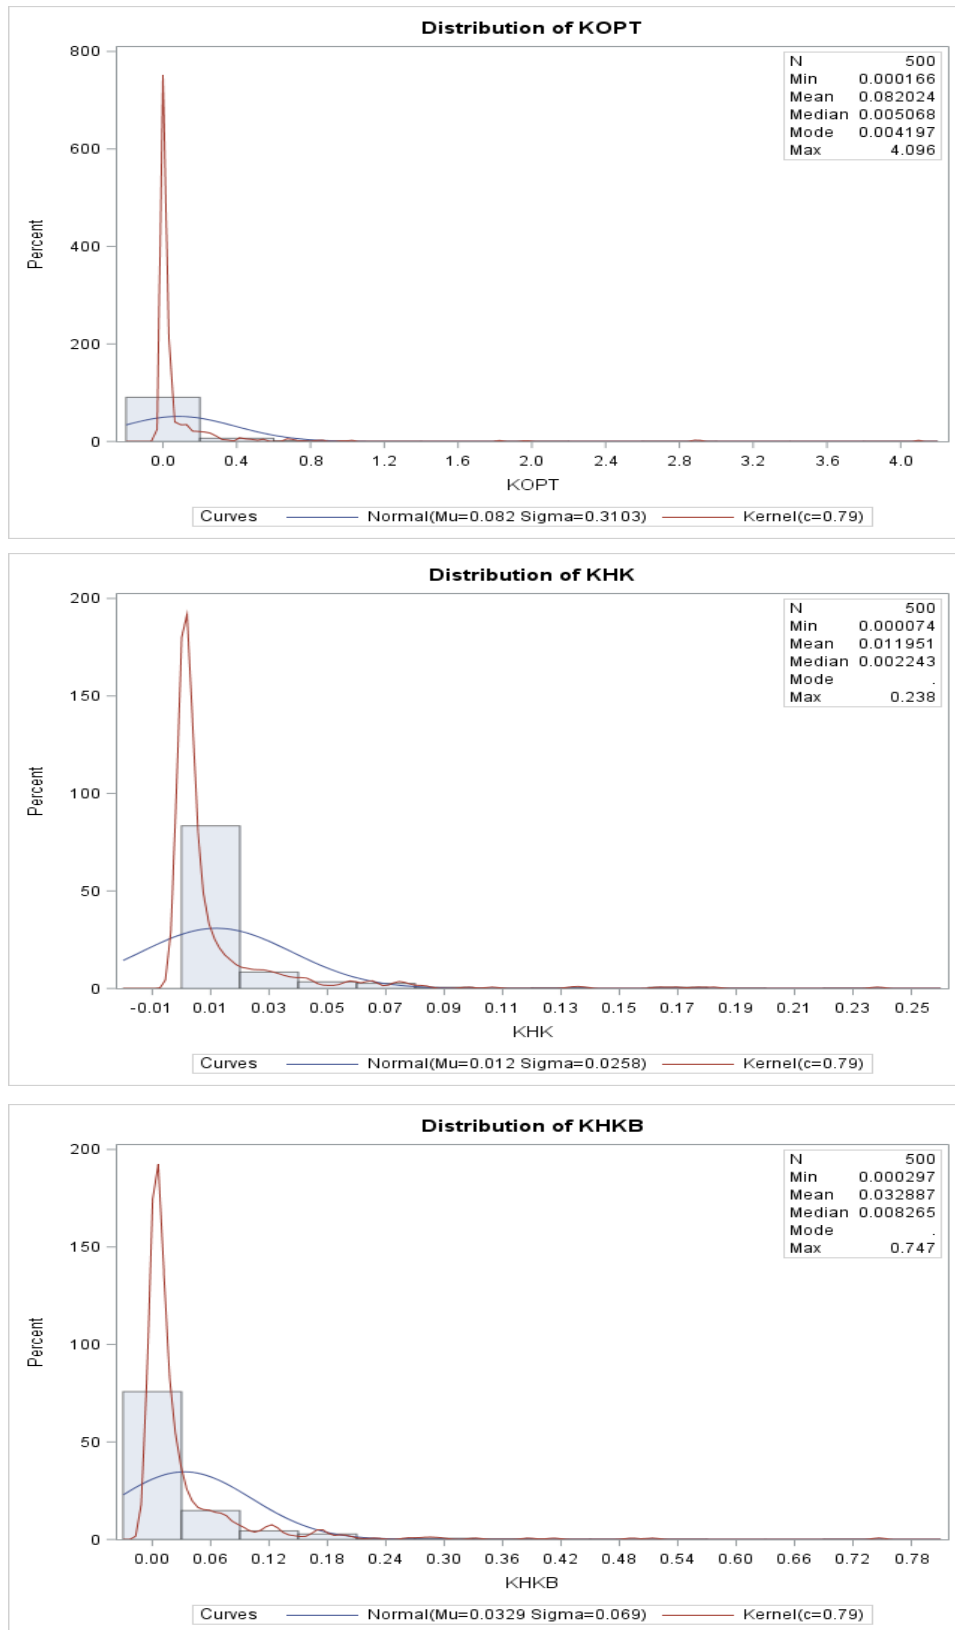 Distribution of KOPT
800
600
400
200
0
Percent
N 500
Min 0.000166
Mean 0.082024
Median 0.005068
Mode 0.004197
Max 4.096
0.0 0.4 0.8 1.2 1.6 2.0 2.4 2.8 3.2 3.6 4.0
KOPT
Curves Normal(Mu=0.082 Sigma=0.3103) Kernel(c=0.79)
Distribution of KHK
200
150
100
50
0
Percent
N 500
Min 0.000074
Mean 0.011951
Median 0.002243
Mode .
Max 0.238
-0.01 0.01 0.03 0.05 0.07 0.09 0.11 0.13 0.15 0.17 0.19 0.21 0.23 0.25
KHK
Curves Normal(Mu=0.012 Sigma=0.0258) Kernel(c=0.79)
Distribution of KHKB
200
150
100
50
0
Percent
N 500
Min 0.000297
Mean 0.032887
Median 0.008265
Mode .
Max 0.747
0.00 0.06 0.12 0.18 0.24 0.30 0.36 0.42 0.48 0.54 0.60 0.66 0.72 0.78
KHKB
Curves Normal(Mu=0.0329 Sigma=0.069) Kernel(c=0.79)